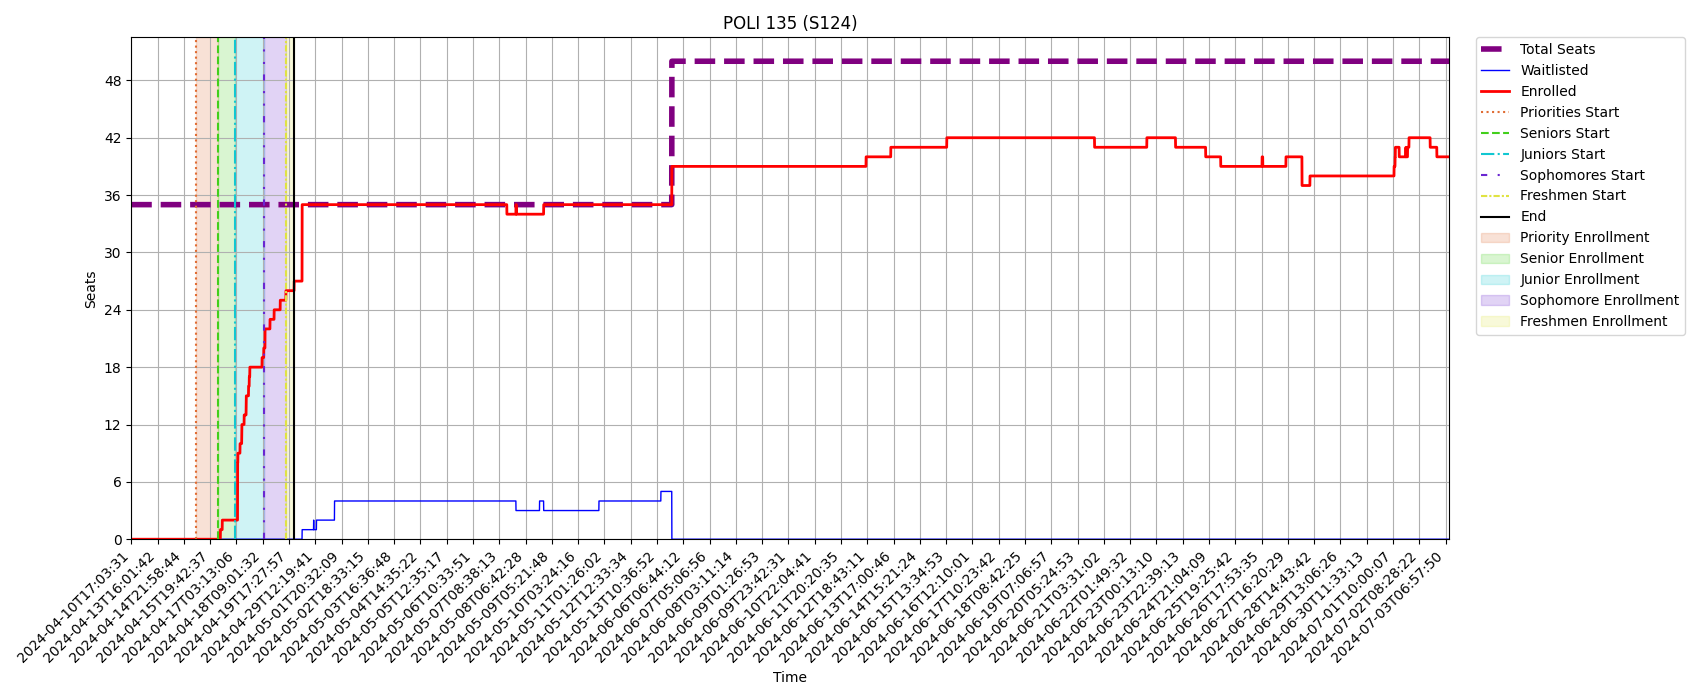 POLI 135 (S124)
Total Seats
Waitlisted
Enrolled
Priorities Start
Seniors Start
Juniors Start
Sophomores Start
Freshmen Start
End
Priority Enrollment
Senior Enrollment
Junior Enrollment
Sophomore Enrollment
Freshmen Enrollment
Seats
48
42
36
30
24
18
12
6
0
2024-04-10T17:03:31
2024-04-13T16:01:42
2024-04-14T21:58:44
2024-04-15T19:42:37
2024-04-17T03:13:06
2024-04-18T09:01:32
2024-04-19T17:27:57
2024-04-29T12:19:41
2024-05-01T20:32:09
2024-05-02T18:33:15
2024-05-03T16:36:48
2024-05-04T14:35:22
2024-05-05T12:35:17
2024-05-06T10:33:51
2024-05-07T08:38:13
2024-05-08T06:42:28
2024-05-09T05:21:48
2024-05-10T03:24:16
2024-05-11T01:26:02
2024-05-12T12:33:34
2024-05-13T10:36:52
2024-06-06T06:44:12
2024-06-07T05:06:56
2024-06-08T03:11:14
2024-06-09T01:26:53
2024-06-09T23:42:31
2024-06-10T22:04:41
2024-06-11T20:20:35
2024-06-12T18:43:11
2024-06-13T17:00:46
2024-06-14T15:21:24
2024-06-15T13:34:53
2024-06-16T12:10:01
2024-06-17T10:23:42
2024-06-18T08:42:25
2024-06-19T07:06:57
2024-06-20T05:24:53
2024-06-21T03:31:02
2024-06-22T01:49:32
2024-06-23T00:13:10
2024-06-23T22:39:13
2024-06-24T21:04:09
2024-06-25T19:25:42
2024-06-26T17:53:35
2024-06-27T16:20:29
2024-06-28T14:43:42
2024-06-29T13:06:26
2024-06-30T11:33:13
2024-07-01T10:00:07
2024-07-02T08:28:22
2024-07-03T06:57:50
Time